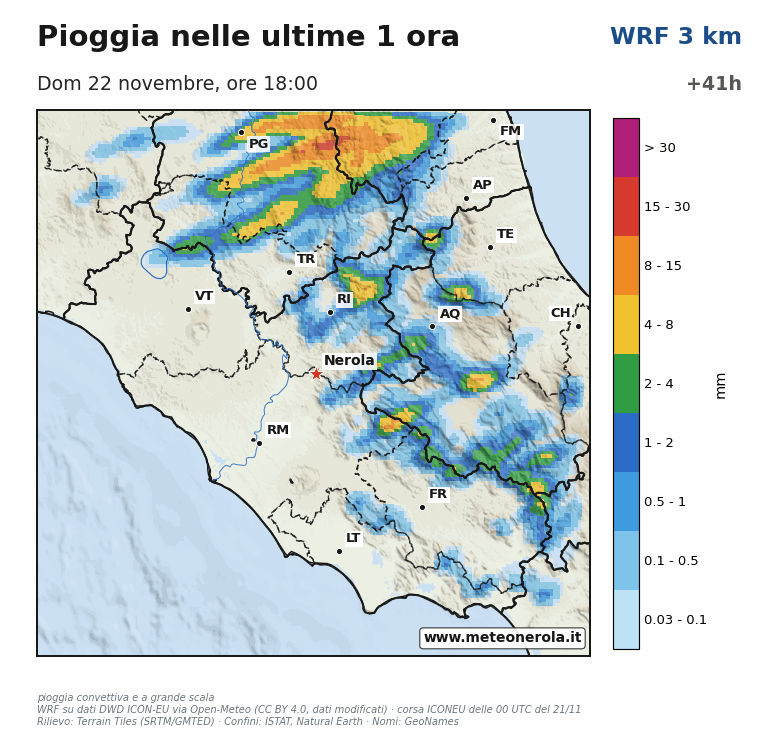 Pioggia nelle ultime 1 ora
WRF 3 km
Dom 22 novembre, ore 18:00
+41h
PG
FM
AP
TE
TR
VT
RI
AQ
CH
Nerola
RM
FR
LT
> 30
15 - 30
8 - 15
4 - 8
2 - 4
1 - 2
0.5 - 1
0.1 - 0.5
0.03 - 0.1
mm
www.meteonerola.it
pioggia convettiva e a grande scala
WRF su dati DWD ICON-EU via Open-Meteo (CC BY 4.0, dati modificati) · corsa ICONEU delle 00 UTC del 21/11
Rilievo: Terrain Tiles (SRTM/GMTED) · Confini: ISTAT, Natural Earth · Nomi: GeoNames